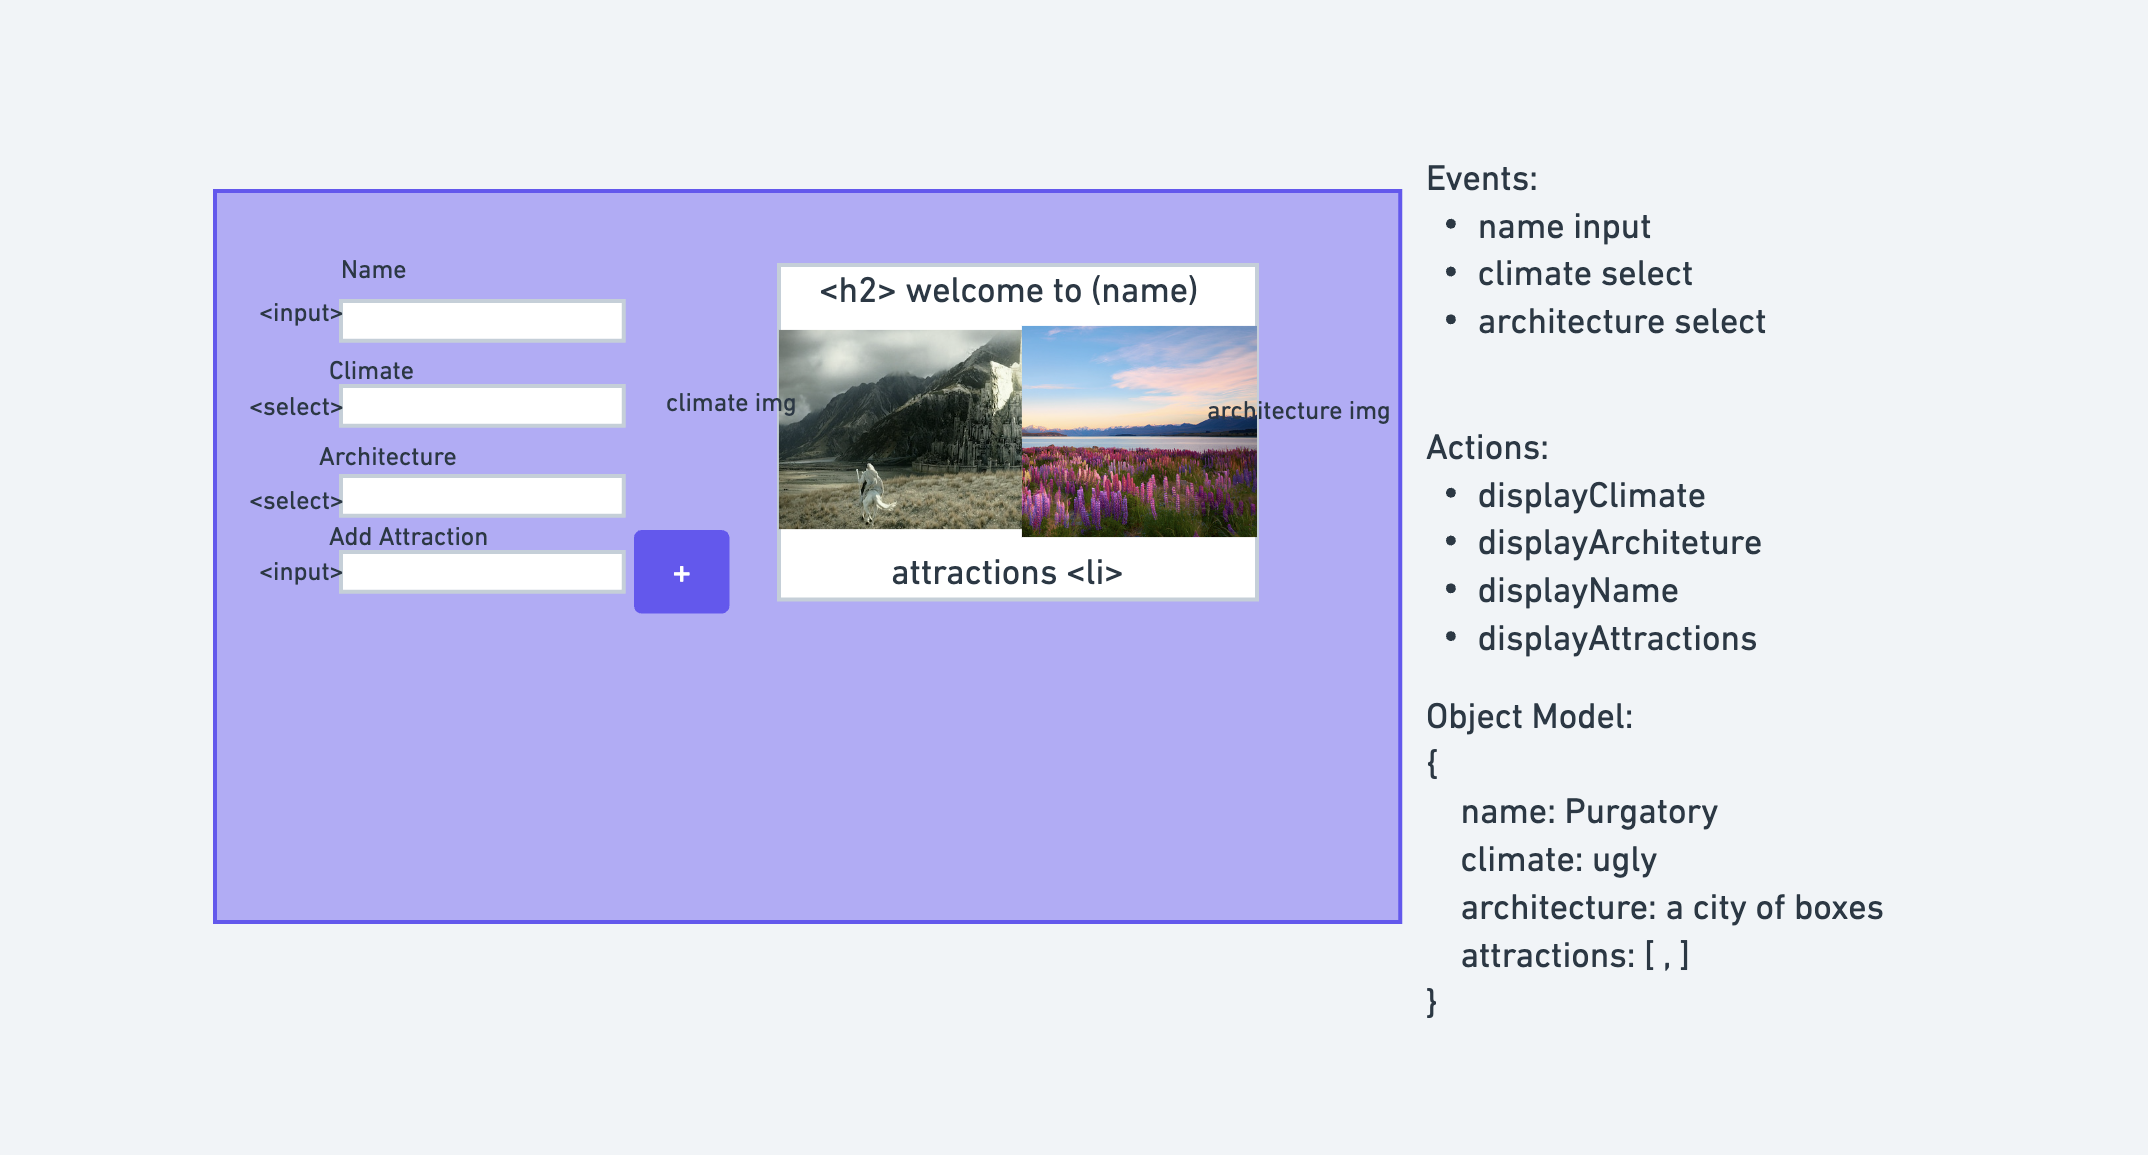 Name
<input>
Climate
<select>
Architecture
<select>
Add Attraction
<input>
+
<h2> welcome to (name)
climate img
architecture img
attractions <li>
Events:
• name input
• climate select
• architecture select
Actions:
• displayClimate
• displayArchiteture
• displayName
• displayAttractions
Object Model:
{
name: Purgatory
climate: ugly
architecture: a city of boxes
attractions: [ , ]
}